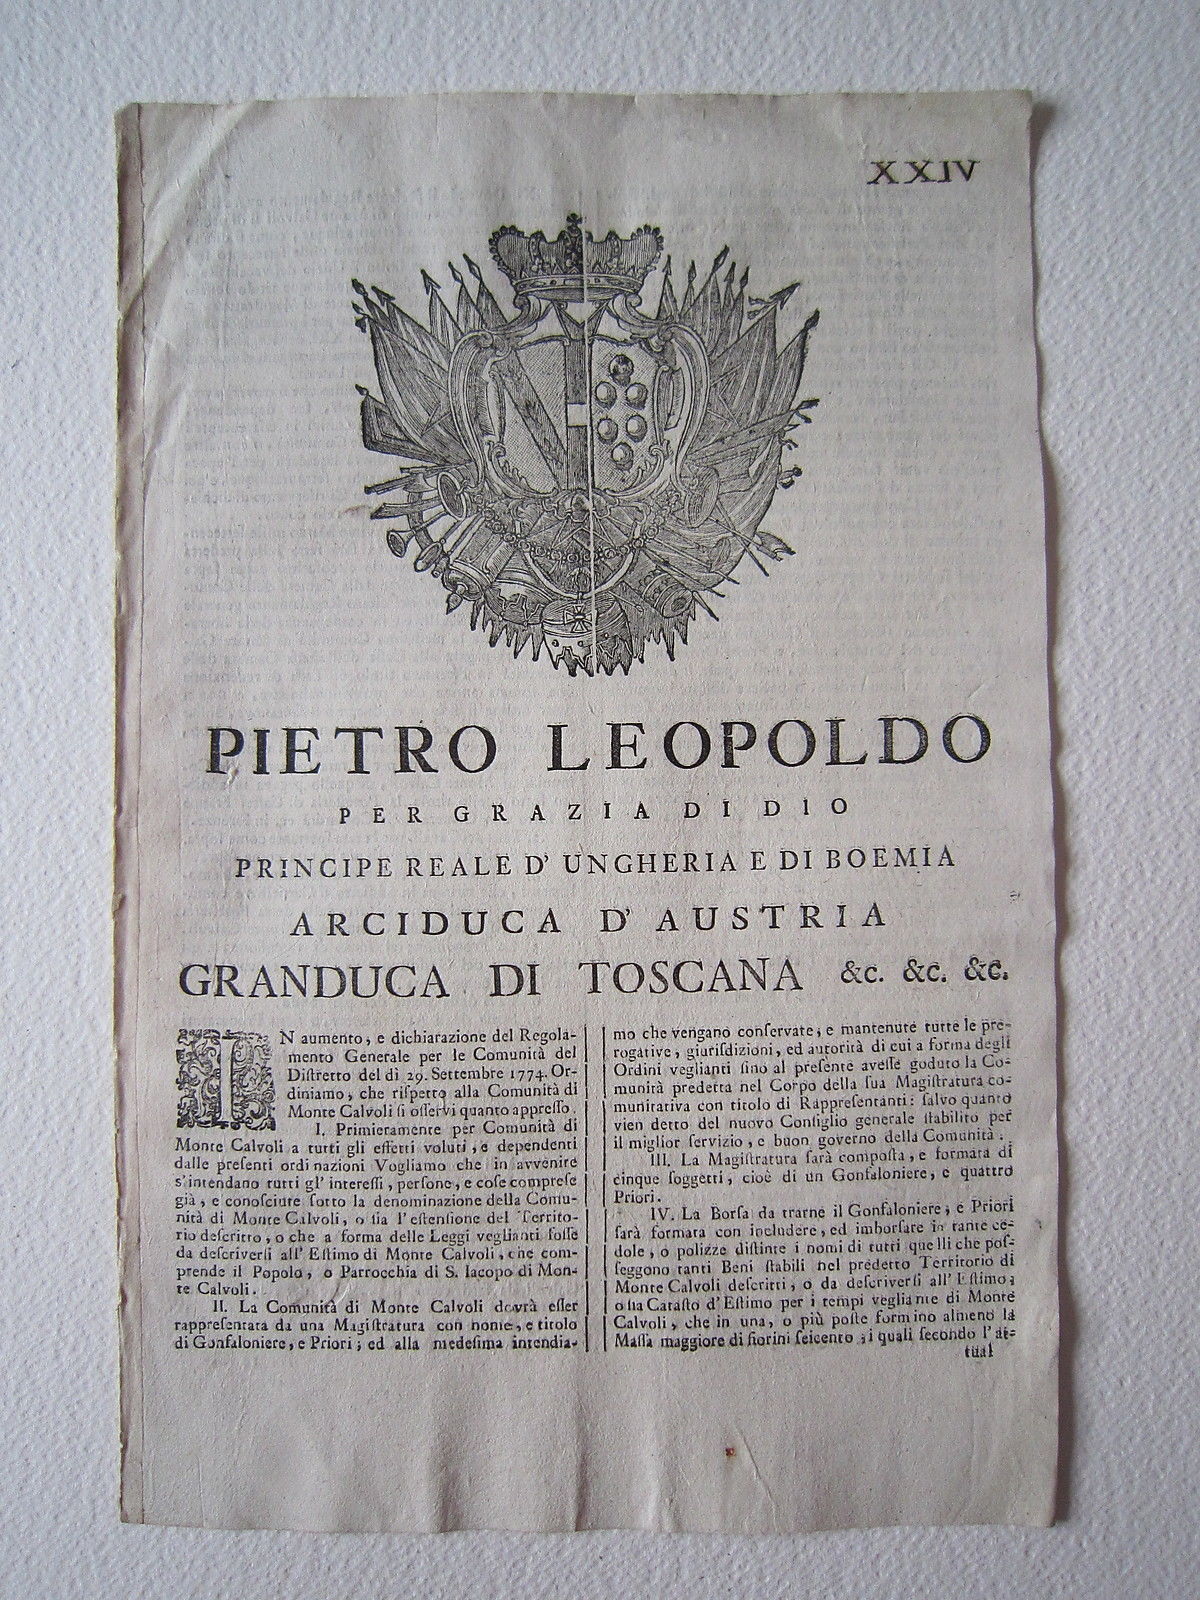 XXIV
PIETRO LEOPOLDO
PER GRAZIA DI DIO
PRINCIPE REALE D' UNGHERIA E DI BOEMIA
ARCIDUCA D' AUSTRIA
GRANDUCA DI TOSCANA &c. &c. &c.
IN aumento, e dichiarazione del Regola-
mento Generale per le Comunità del
Diſtretto del dì 29. Settembre 1774. Or-
diniamo, che riſpetto alla Comunità di
Monte Calvoli ſi oſſervi quanto appreſſo.
I. Primieramente per Comunità di
Monte Calvoli a tutti gli effetti voluti, e dependenti
dalle preſenti ordinazioni Vogliamo che in avvenire
s'intendano tutti gl' intereſſi, perſone, e coſe compreſe
già, e conoſciute ſotto la denominazione della Comu-
nità di Monte Calvoli, o ſia l'eſtenſione del Territo-
rio deſcritto, o che a forma delle Leggi veglianti foſſe
da deſcriverſi all' Eſtimo di Monte Calvoli, che com-
prende il Popolo, o Parrocchia di S. Iacopo di Mon-
te Calvoli.
II. La Comunità di Monte Calvoli dovrà eſſer
rappreſentata da una Magiſtratura con nome, e titolo
di Gonfaloniere, e Priori; ed alla medeſima intendia-
mo che vengano conſervate, e mantenute tutte le pre-
rogative, giuriſdizioni, ed autorità di cui a forma degli
Ordini veglianti ſino al preſente aveſſe goduto la Co-
munità predetta nel Corpo della ſua Magiſtratura co-
munitativa con titolo di Rappreſentanti: ſalvo quanto
vien detto del nuovo Conſiglio generale ſtabilito per
il miglior ſervizio, e buon governo della Comunità.
III. La Magiſtratura ſarà compoſta, e formata di
cinque ſoggetti, cioè di un Gonfaloniere, e quattro
Priori.
IV. La Borſa da trarne il Gonfaloniere, e Priori
ſarà formata con includere, ed imborſare in tante ce-
dole, o polizze diſtinte i nomi di tutti quelli che poſ-
ſeggono tanti Beni ſtabili nel predetto Territorio di
Monte Calvoli deſcritti, o da deſcriverſi all' Eſtimo,
o ſia Cataſto d'Eſtimo per i tempi vegliante di Monte
Calvoli, che in una, o più poſte formino almeno la
Maſſa maggiore di fiorini ſeicento, i quali ſecondo l'at-
tual